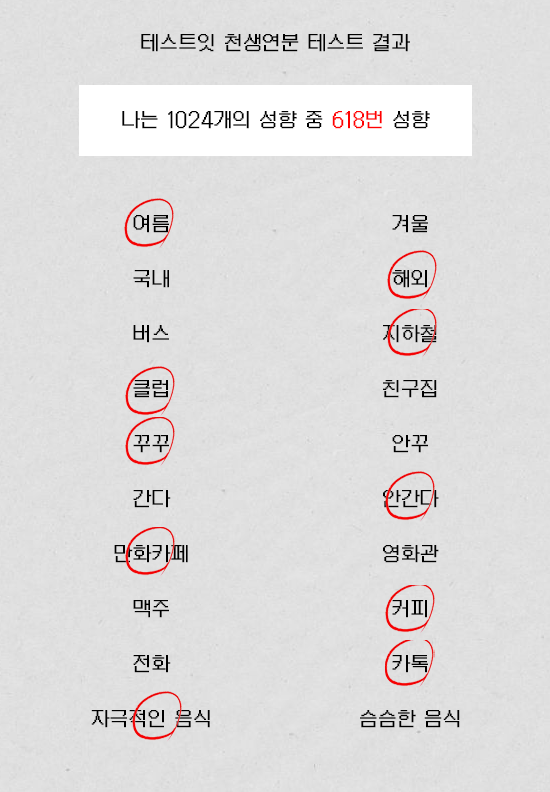 테스트잇 천생연분 테스트 결과
나는 1024개의 성향 중 618번 성향
여름 겨울
국내 해외
버스 지하철
클럽 친구집
꾸꾸 안꾸
간다 안간다
만화카페 영화관
맥주 커피
전화 카톡
자극적인 음식 슴슴한 음식